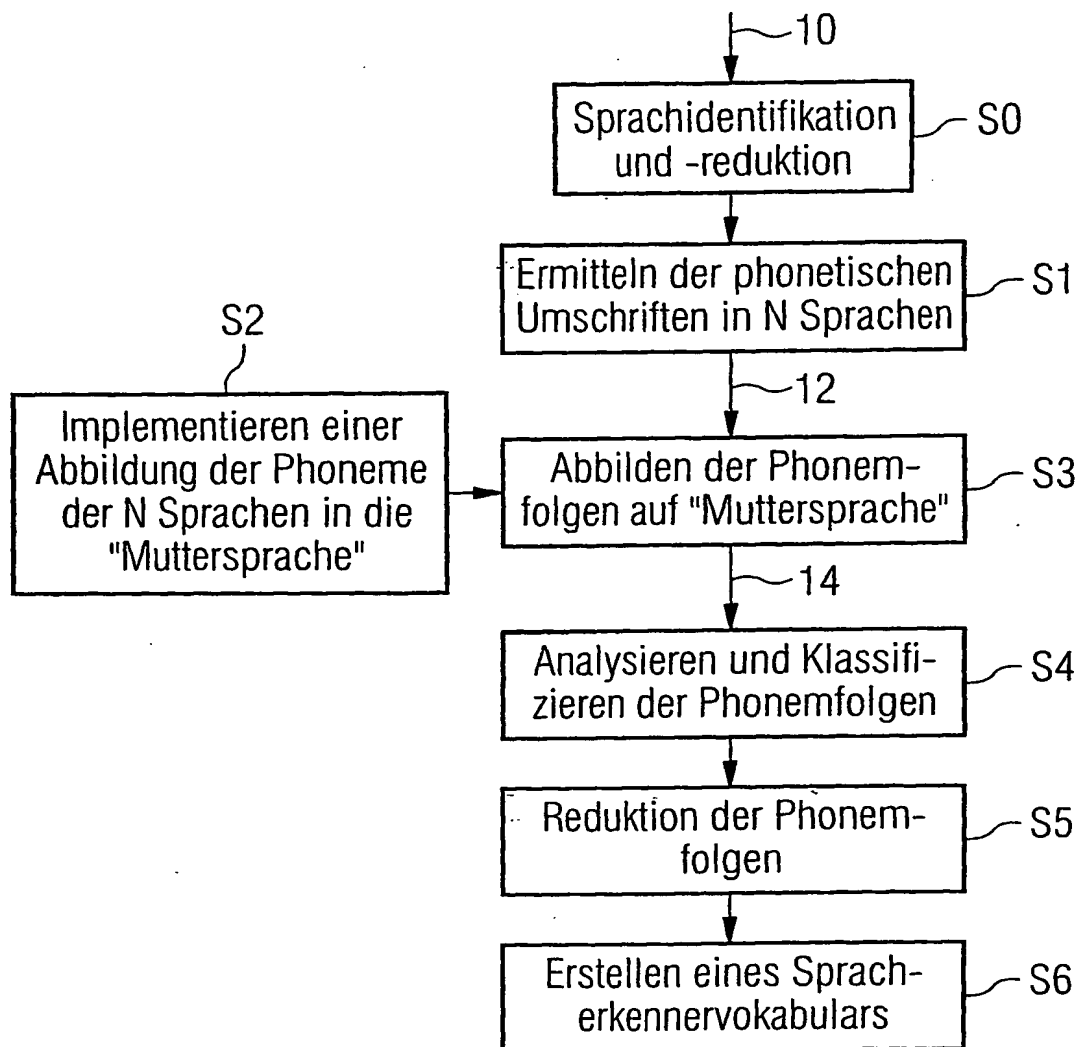 10
Sprachidentifikation
und -reduktion
S0
Ermitteln der phonetischen
Umschriften in N Sprachen
S1
S2
12
Implementieren einer
Abbildung der Phoneme
der N Sprachen in die
"Muttersprache"
Abbilden der Phonem-
folgen auf "Muttersprache"
S3
14
Analysieren und Klassifi-
zieren der Phonemfolgen
S4
Reduktion der Phonem-
folgen
S5
Erstellen eines Sprach-
erkennervokabulars
S6